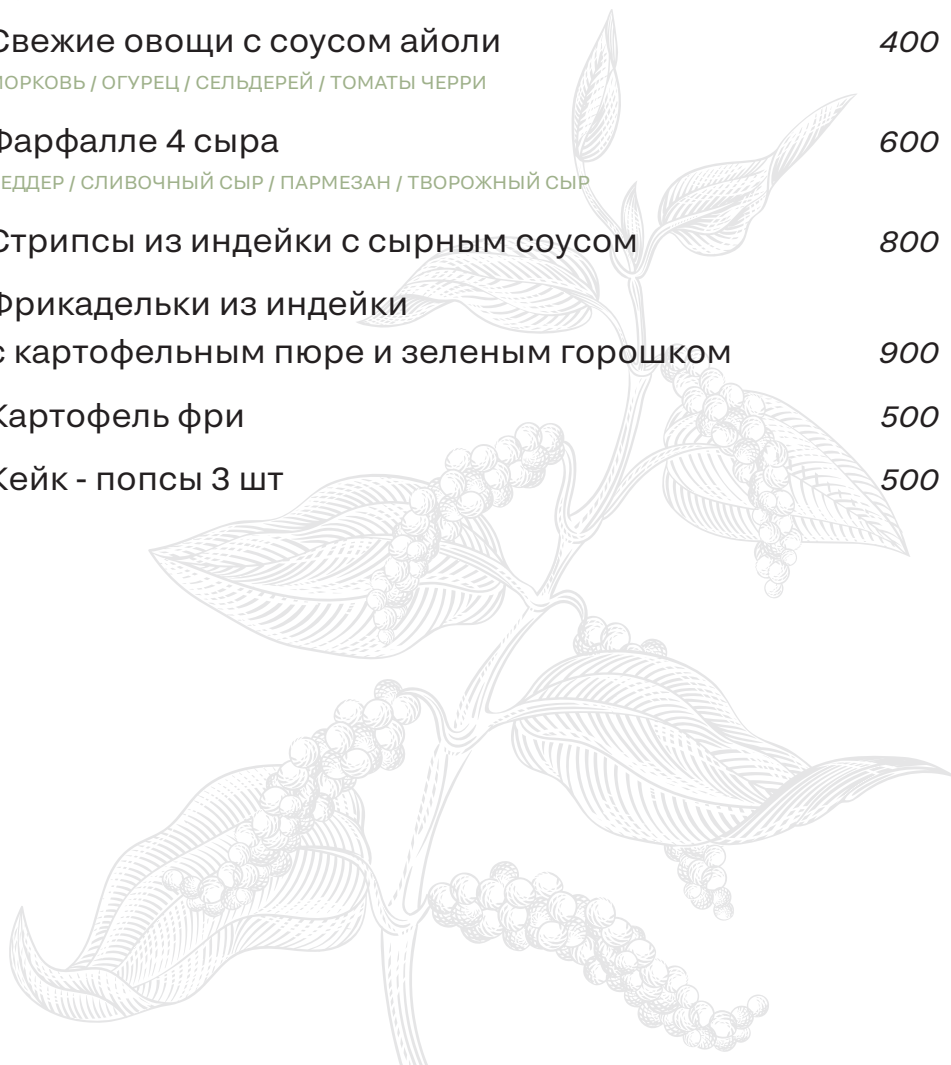 Свежие овощи с соусом айоли 400
МОРКОВЬ / ОГУРЕЦ / СЕЛЬДЕРЕЙ / ТОМАТЫ ЧЕРРИ
Фарфалле 4 сыра 600
ЕДДЕР / СЛИВОЧНЫЙ СЫР / ПАРМЕЗАН / ТВОРОЖНЫЙ СЫР
Стрипсы из индейки с сырным соусом 800
Фрикадельки из индейки
с картофельным пюре и зеленым горошком 900
Картофель фри 500
Кейк - попсы 3 шт 500